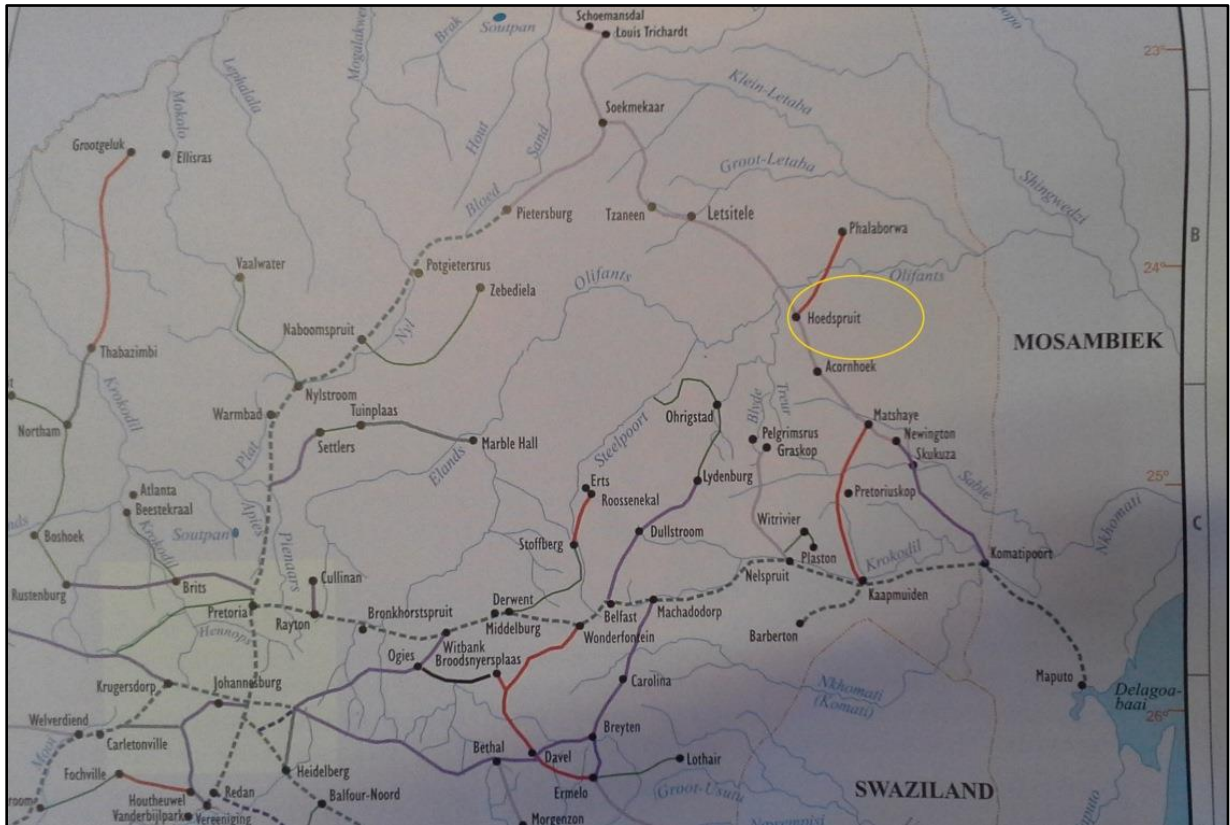 Schoemansdal
Louis Trichardt
Soutpan
Brak
Mogalakwe
Lephalala
Mokolo
Hout
Sand
Bloed
Klein-Letaba
Groot-Letaba
Shingwedzi
23°
Soekmekaar
Grootgeluk
Ellisras
Pietersburg
Tzaneen
Letsitele
Phalaborwa
B
Vaalwater
Potgietersrus
Zebediela
Olifants
Olifants
24°
Naboomspruit
Nyl
Hoedspruit
MOSAMBIEK
Thabazimbi
Acornhoek
Krokodil
Nylstroom
Warmbad
Tuinplaas
Settlers
Marble Hall
Plat
Elands
Steelpoort
Ohrigstad
Blyde
Treur
Matshaye
Northam
Pelgrimsrus
Graskop
Newington
Skukuza
Sabie
25°
Atlanta
Beestekraal
Erts
Roossenekal
Lydenburg
Pretoriuskop
Nkhomati
C
Boshoek
Krokodil
Soutpan
Apies
Pienaars
Stoffberg
Dullstroom
Witrivier
Plaston
Krokodil
Komatipoort
Rustenburg
Brits
Cullinan
Nelspruit
Kaapmuiden
Pretoria
Rayton
Bronkhorstspruit
Derwent
Middelburg
Belfast
Machadodorp
Barberton
Hennops
Witbank
Wonderfontein
Ogies
Broodsnyersplaas
Maputo
Delagoa-
baai
Krugersdorp
Johannesburg
Carolina
Nkhomati
(Komati)
26°
Welverdiend
Carletonville
Mooi
Breyten
Bethal
Davel
Lothair
Fochville
Heidelberg
Ermelo
SWAZILAND
Houtheuwel
Redan
Balfour-Noord
Groot-Usutu
Vanderbijlpark
Vereeniging
Morgenzon